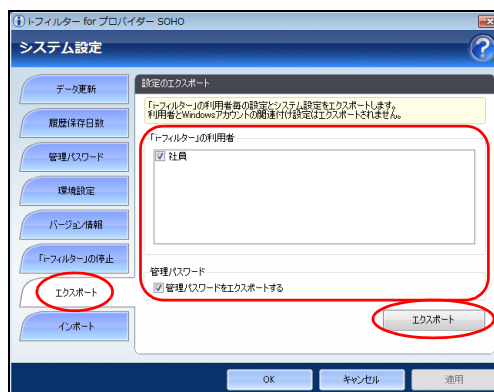 i-フィルター for プロバイダー SOHO
システム設定
データ更新
履歴保存日数
管理パスワード
環境設定
バージョン情報
「i-フィルター」の停止
エクスポート
インポート
設定のエクスポート
「i-フィルター」の利用者毎の設定とシステム設定をエクスポートします。
利用者とWindowsアカウントの関連付け設定はエクスポートされません。
「i-フィルター」の利用者
社員
管理パスワード
管理パスワードをエクスポートする
エクスポート
OK
キャンセル
適用